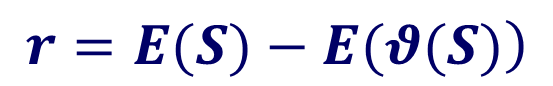 r = E(S) − E(ϑ(S))